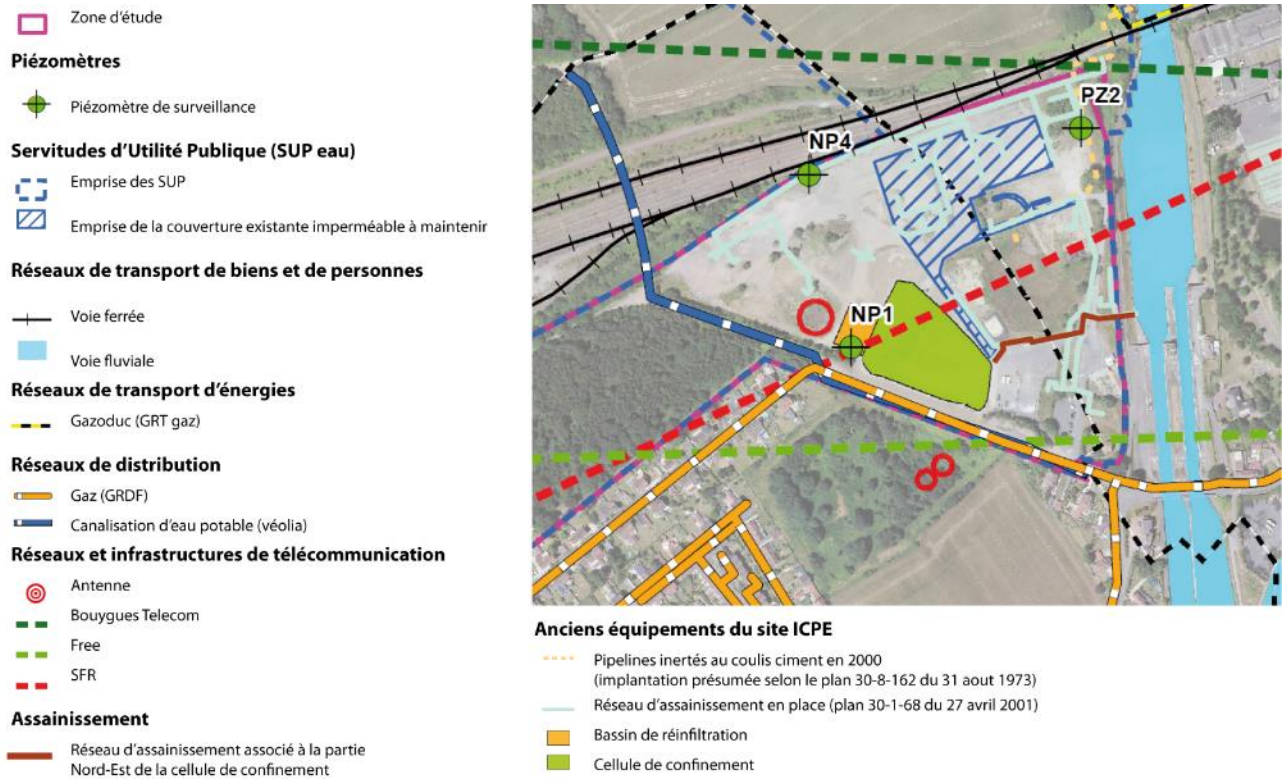 Zone d'étude
Piézomètres
Piézomètre de surveillance
Servitudes d'Utilité Publique (SUP eau)
Emprise des SUP
Emprise de la couverture existante imperméable à maintenir
Réseaux de transport de biens et de personnes
Voie ferrée
Voie fluviale
Réseaux de transport d'énergies
Gazoduc (GRT gaz)
Réseaux de distribution
Gaz (GRDF)
Canalisation d'eau potable (véolia)
Réseaux et infrastructures de télécommunication
Antenne
Bouygues Telecom
Free
SFR
Assainissement
Réseau d'assainissement associé à la partie
Nord-Est de la cellule de confinement
PZ2
NP4
NP1
Anciens équipements du site ICPE
Pipelines inertés au coulis ciment en 2000
(implantation présumée selon le plan 30-8-162 du 31 aout 1973)
Réseau d'assainissement en place (plan 30-1-68 du 27 avril 2001)
Bassin de réinfiltration
Cellule de confinement